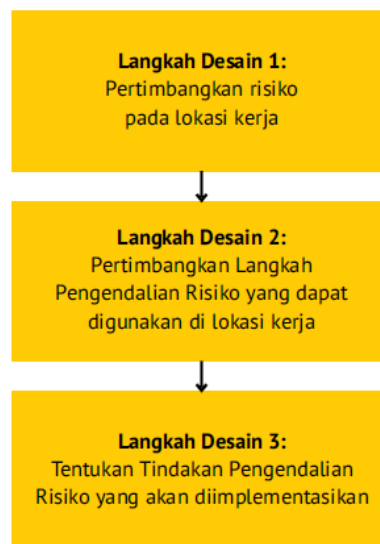 Langkah Desain 1:
Pertimbangkan risiko
pada lokasi kerja
Langkah Desain 2:
Pertimbangkan Langkah
Pengendalian Risiko yang dapat
digunakan di lokasi kerja
Langkah Desain 3:
Tentukan Tindakan Pengendalian
Risiko yang akan diimplementasikan